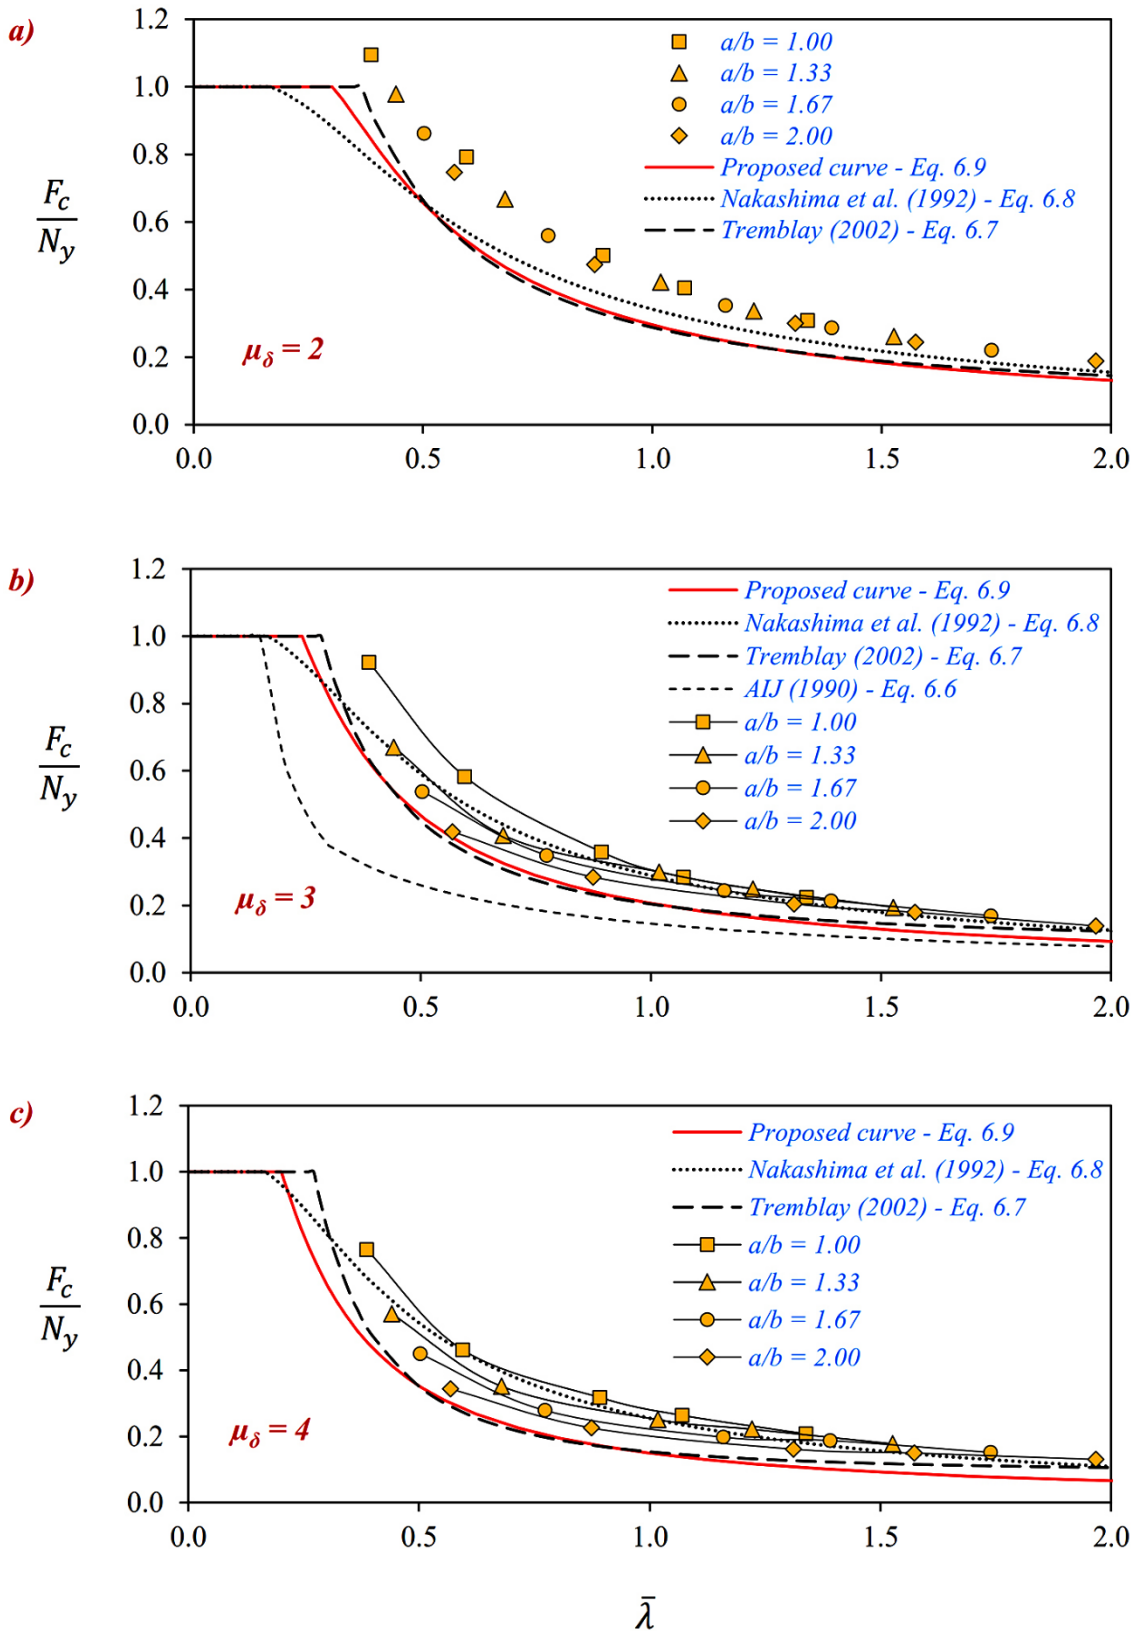 a)
1.2
1.0
0.8
0.6
0.4
0.2
0.0
F_c
N_y
a/b = 1.00
a/b = 1.33
a/b = 1.67
a/b = 2.00
Proposed curve - Eq. 6.9
Nakashima et al. (1992) - Eq. 6.8
Tremblay (2002) - Eq. 6.7
μ_δ = 2
0.0 0.5 1.0 1.5 2.0
b)
1.2
1.0
0.8
0.6
0.4
0.2
0.0
F_c
N_y
Proposed curve - Eq. 6.9
Nakashima et al. (1992) - Eq. 6.8
Tremblay (2002) - Eq. 6.7
AIJ (1990) - Eq. 6.6
a/b = 1.00
a/b = 1.33
a/b = 1.67
a/b = 2.00
μ_δ = 3
0.0 0.5 1.0 1.5 2.0
c)
1.2
1.0
0.8
0.6
0.4
0.2
0.0
F_c
N_y
Proposed curve - Eq. 6.9
Nakashima et al. (1992) - Eq. 6.8
Tremblay (2002) - Eq. 6.7
a/b = 1.00
a/b = 1.33
a/b = 1.67
a/b = 2.00
μ_δ = 4
0.0 0.5 1.0 1.5 2.0
λ̄